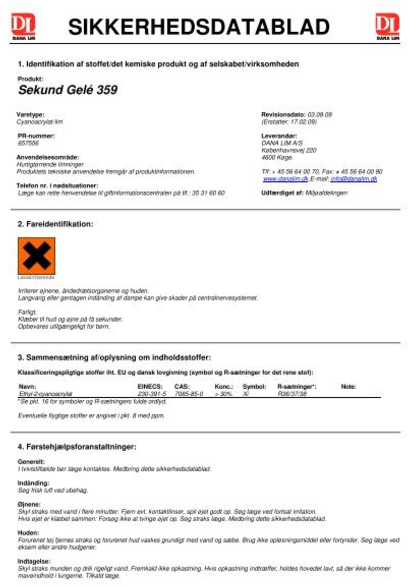 DL
DANA LIM
SIKKERHEDSDATABLAD
DL
DANA LIM
1. Identifikation af stoffet/det kemiske produkt og af selskabet/virksomheden
Produkt:
Sekund Gelé 359
Varetype:
Cyanoacrylat-lim
PR-nummer:
657556
Anvendelsesområde:
Hurtigtørrende limninger
Produktets tekniske anvendelse fremgår af produktinformationen.
Telefon nr. i nødsituationer:
Læge kan rette henvendelse til giftinformationscentralen på tlf.: 35 31 60 60
Revisionsdato: 03.09.09
(Erstatter: 17.02.09)
Leverandør:
DANA LIM A/S
Københavnsvej 220
4600 Køge.
Tlf: + 45 56 64 00 70, Fax: + 45 56 64 00 90
www.danalim.dk E-mail: info@danalim.dk
Udfærdiget af: Miljøafdelingen
2. Fareidentifikation:
Lokalirriterende
Irriterer øjnene, åndedrætsorganerne og huden.
Langvarig eller gentagen indånding af dampe kan give skader på centralnervesystemet.
Farligt.
Klæber til hud og øjne på få sekunder.
Opbevares utilgængeligt for børn.
3. Sammensætning af/oplysning om indholdsstoffer:
Klassificeringspligtige stoffer iht. EU og dansk lovgivning (symbol og R-sætninger for det rene stof):
Navn: EINECS: CAS: Konc.: Symbol: R-sætninger*: Note:
Ethyl-2-cyanoacrylat 230-391-5 7085-85-0 > 30% Xi R36/37/38
*Se pkt. 16 for symboler og R-sætningers fulde ordlyd.
Eventuelle flygtige stoffer er angivet i pkt. 8 med ppm.
4. Førstehjælpsforanstaltninger:
Generelt:
I tvivlstilfælde bør læge kontaktes. Medbring dette sikkerhedsdatablad.
Indånding:
Søg frisk luft ved ubehag.
Øjnene:
Skyl straks med vand i flere minutter. Fjern evt. kontaktlinser, spil øjet godt op. Søg læge ved fortsat irritation.
Hvis øjet er klæbet sammen: Forsøg ikke at tvinge øjet op. Søg straks læge. Medbring dette sikkerhedsdatablad.
Huden:
Forurenet tøj fjernes straks og forurenet hud vaskes grundigt med vand og sæbe. Brug ikke opløsningsmidler eller fortynder. Søg læge ved
eksem eller andre hudgener.
Indtagelse:
Skyl straks munden og drik rigeligt vand. Fremkald ikke opkastning. Hvis opkastning indtræffer, holdes hovedet lavt, så der ikke kommer
maveindhold i lungerne. Tilkald læge.